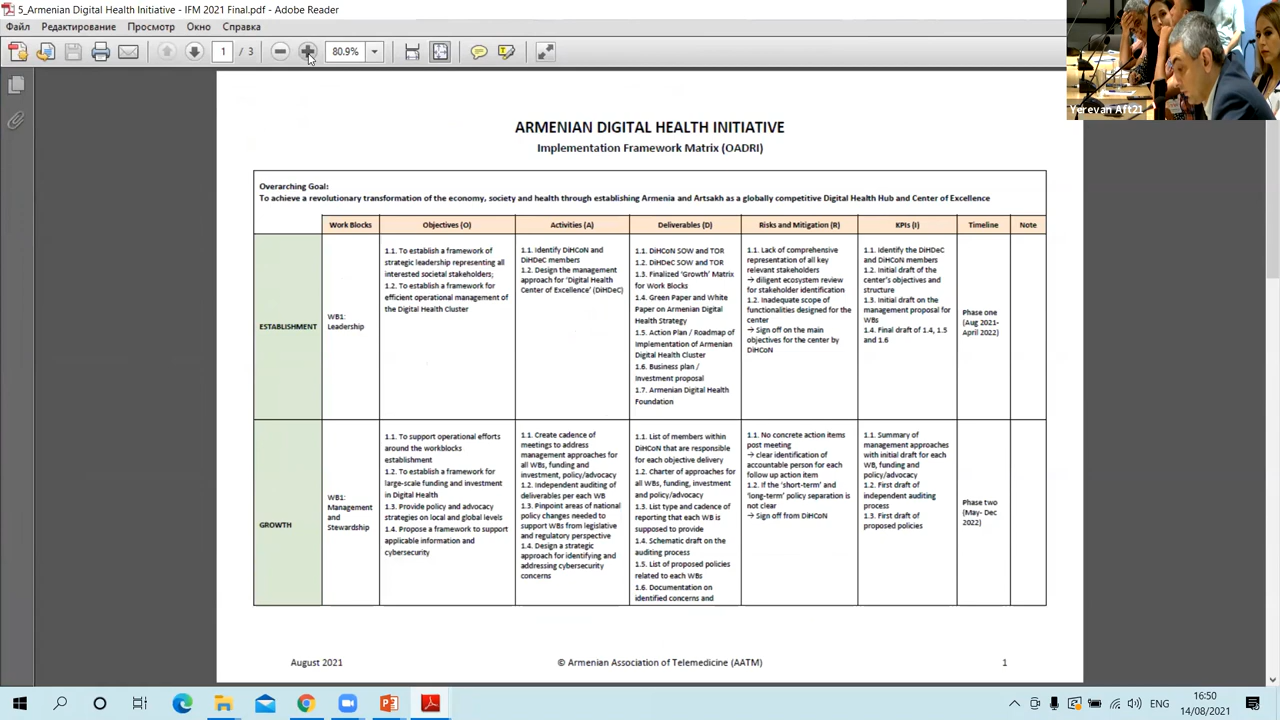 5_Armenian Digital Health Initiative - IFM 2021 Final.pdf - Adobe Reader
Файл Редактирование Просмотр Окно Справка
1 / 3 80.9%
Yerevan Aft21
ARMENIAN DIGITAL HEALTH INITIATIVE
Implementation Framework Matrix (OADRI)
Overarching Goal:
To achieve a revolutionary transformation of the economy, society and health through establishing Armenia and Artsakh as a globally competitive Digital Health Hub and Center of Excellence
Work Blocks Objectives (O) Activities (A) Deliverables (D) Risks and Mitigation (R) KPIs (I) Timeline Note
ESTABLISHMENT
WB1:
Leadership
1.1. To establish a framework of
strategic leadership representing all
interested societal stakeholders;
1.2. To establish a framework for
efficient operational management of
the Digital Health Cluster
1.1. Identify DiHCoN and
DiHDeC members
1.2. Design the management
approach for 'Digital Health
Center of Excellence' (DiHDeC)
1.1. DiHCoN SOW and TOR
1.2. DiHDeC SOW and TOR
1.3. Finalized 'Growth' Matrix
for Work Blocks
1.4. Green Paper and White
Paper on Armenian Digital
Health Strategy
1.5. Action Plan / Roadmap of
Implementation of Armenian
Digital Health Cluster
1.6. Business plan /
Investment proposal
1.7. Armenian Digital Health
Foundation
1.1. Lack of comprehensive
representation of all key
relevant stakeholders
→ diligent ecosystem review
for stakeholder identification
1.2. Inadequate scope of
functionalities designed for the
center
→ Sign off on the main
objectives for the center by
DiHCoN
1.1. Identify the DiHDeC
and DiHCoN members
1.2. Initial draft of the
center's objectives and
structure
1.3. Initial draft on the
management proposal for
WBs
1.4. Final draft of 1.4, 1.5
and 1.6
Phase one
(Aug 2021-
April 2022)
GROWTH
WB1:
Management
and
Stewardship
1.1. To support operational efforts
around the workblocks
establishment
1.2. To establish a framework for
large-scale funding and investment
in Digital Health
1.3. Provide policy and advocacy
strategies on local and global levels
1.4. Propose a framework to support
applicable information and
cybersecurity
1.1. Create cadence of
meetings to address
management approaches for
all WBs, funding and
investment, policy/advocacy
1.2. Independent auditing of
deliverables per each WB
1.3. Pinpoint areas of national
policy changes needed to
support WBs from legislative
and regulatory perspective
1.4. Design a strategic
approach for identifying and
addressing cybersecurity
concerns
1.1. List of members within
DiHCoN that are responsible
for each objective delivery
1.2. Charter of approaches for
all WBs, funding, investment
and policy/advocacy
1.3. List type and cadence of
reporting that each WB is
supposed to provide
1.4. Schematic draft on the
auditing process
1.5. List of proposed policies
related to each WBs
1.6. Documentation on
identified concerns and
1.1. No concrete action items
post meeting
→ clear identification of
accountable person for each
follow up action item
1.2. If the 'short-term' and
'long-term' policy separation is
not clear
→ Sign off from DiHCoN
1.1. Summary of
management approaches
with initial draft for each
WB, funding and
policy/advocacy
1.2. First draft of
independent auditing
process
1.3. First draft of
proposed policies
Phase two
(May- Dec
2022)
August 2021 © Armenian Association of Telemedicine (AATM) 1
ENG
16:50
14/08/2021